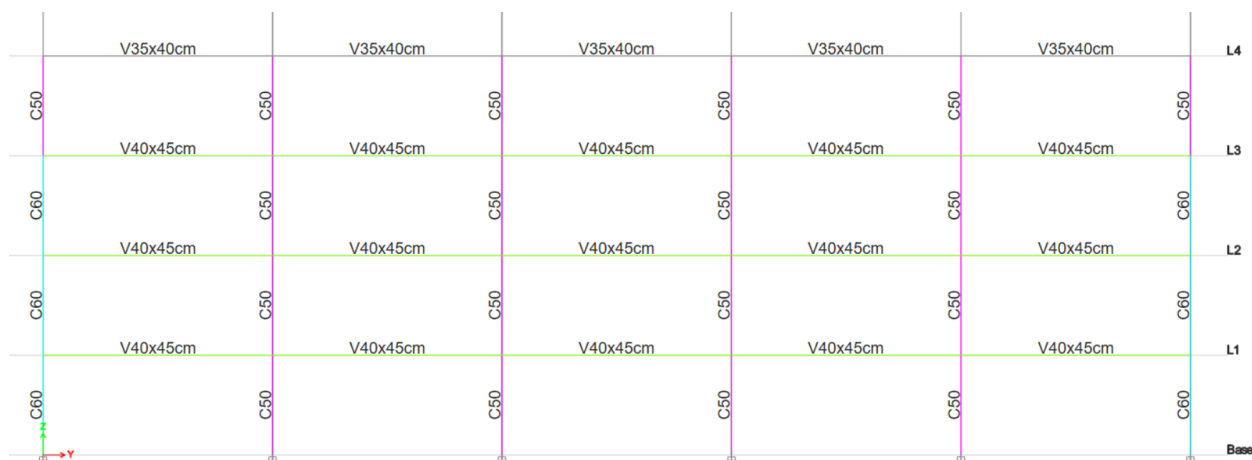 V35x40cm V35x40cm V35x40cm V35x40cm V35x40cm L4
C50 C50 C50 C50 C50 C50
V40x45cm V40x45cm V40x45cm V40x45cm V40x45cm L3
C60 C50 C50 C50 C50 C60
V40x45cm V40x45cm V40x45cm V40x45cm V40x45cm L2
C60 C50 C50 C50 C50 C60
V40x45cm V40x45cm V40x45cm V40x45cm V40x45cm L1
C60 C50 C50 C50 C50 C60
Z
Y Base